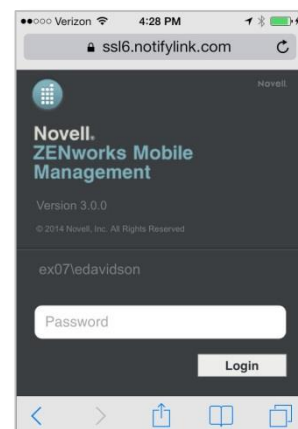 ●●○○○ Verizon 4:28 PM
ssl6.notifylink.com
Novell
Novell.
ZENworks Mobile
Management
Version 3.0.0
© 2014 Novell, Inc. All Rights Reserved
ex07\edavidson
Password
Login